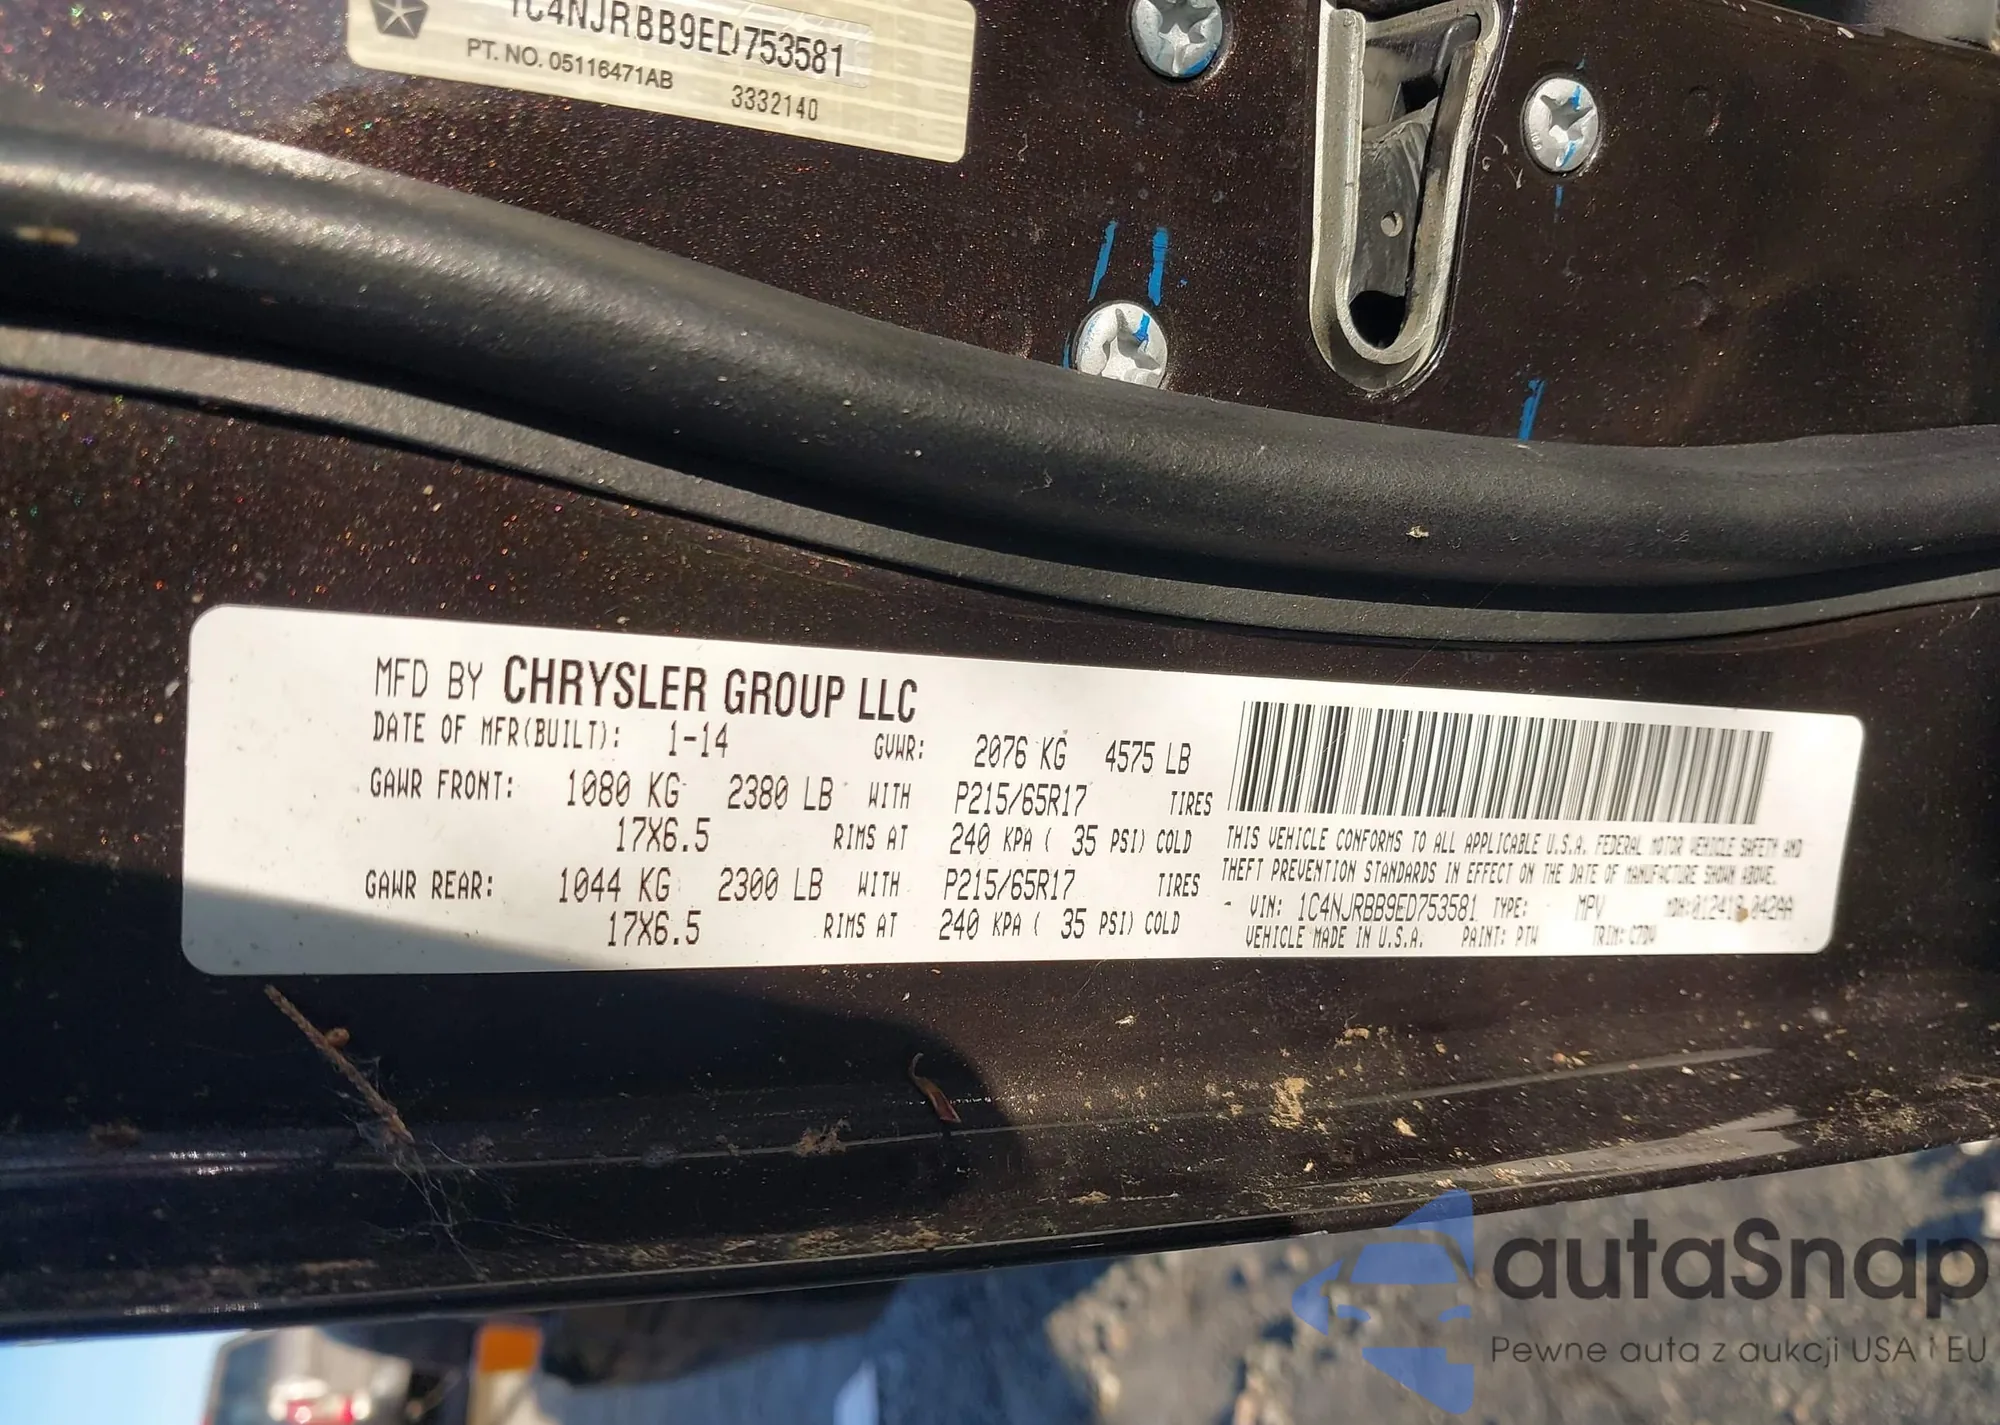 1C4NJRBB9ED753581
PT. NO. 05116471AB 3332140
MFD BY CHRYSLER GROUP LLC
DATE OF MFR(BUILT): 1-14 GVWR: 2076 KG 4575 LB
GAWR FRONT: 1080 KG 2380 LB WITH P215/65R17 TIRES
17X6.5 RIMS AT 240 KPA ( 35 PSI) COLD
GAWR REAR: 1044 KG 2300 LB WITH P215/65R17 TIRES
17X6.5 RIMS AT 240 KPA ( 35 PSI) COLD
THIS VEHICLE CONFORMS TO ALL APPLICABLE U.S.A. FEDERAL MOTOR VEHICLE SAFETY AND
THEFT PREVENTION STANDARDS IN EFFECT ON THE DATE OF MANUFACTURE SHOWN ABOVE.
VIN: 1C4NJRBB9ED753581 TYPE: MPV
VEHICLE MADE IN U.S.A. PAINT: PTW TRIM:
autaSnap
Pewne auta z aukcji USA i EU